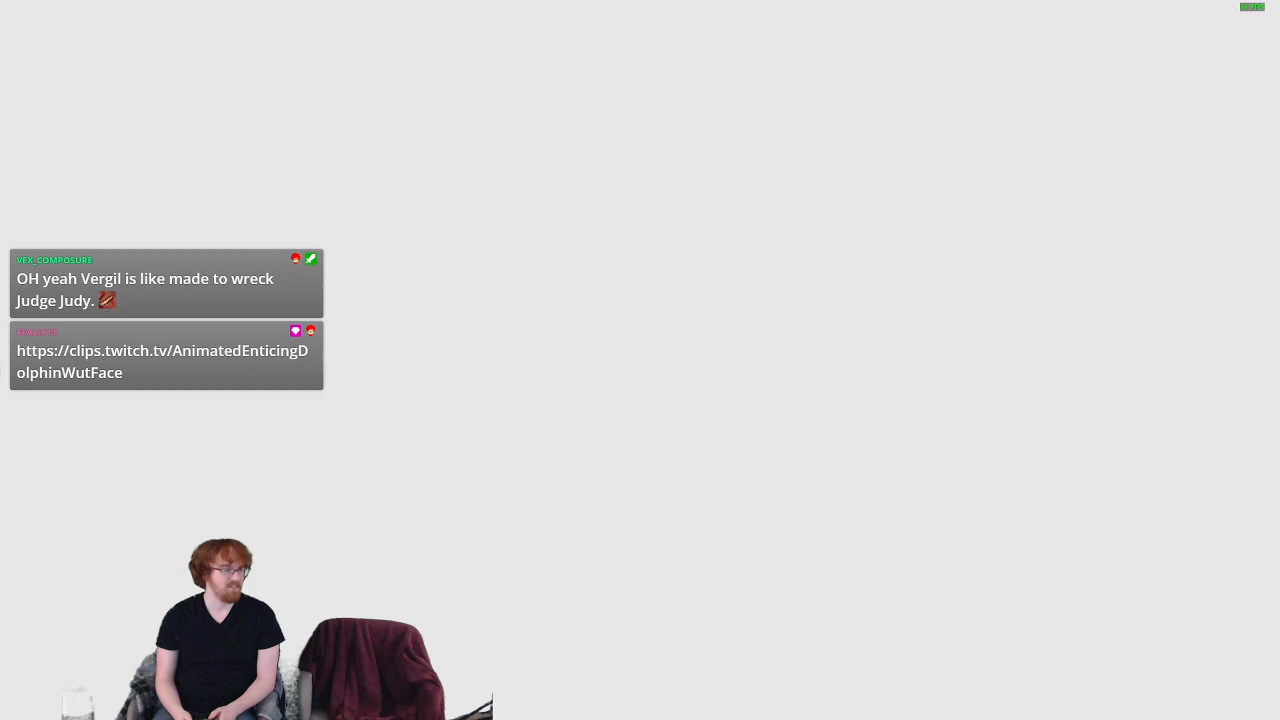 VEX_COMPOSURE
OH yeah Vergil is like made to wreck
Judge Judy.
https://clips.twitch.tv/AnimatedEnticingD
olphinWutFace